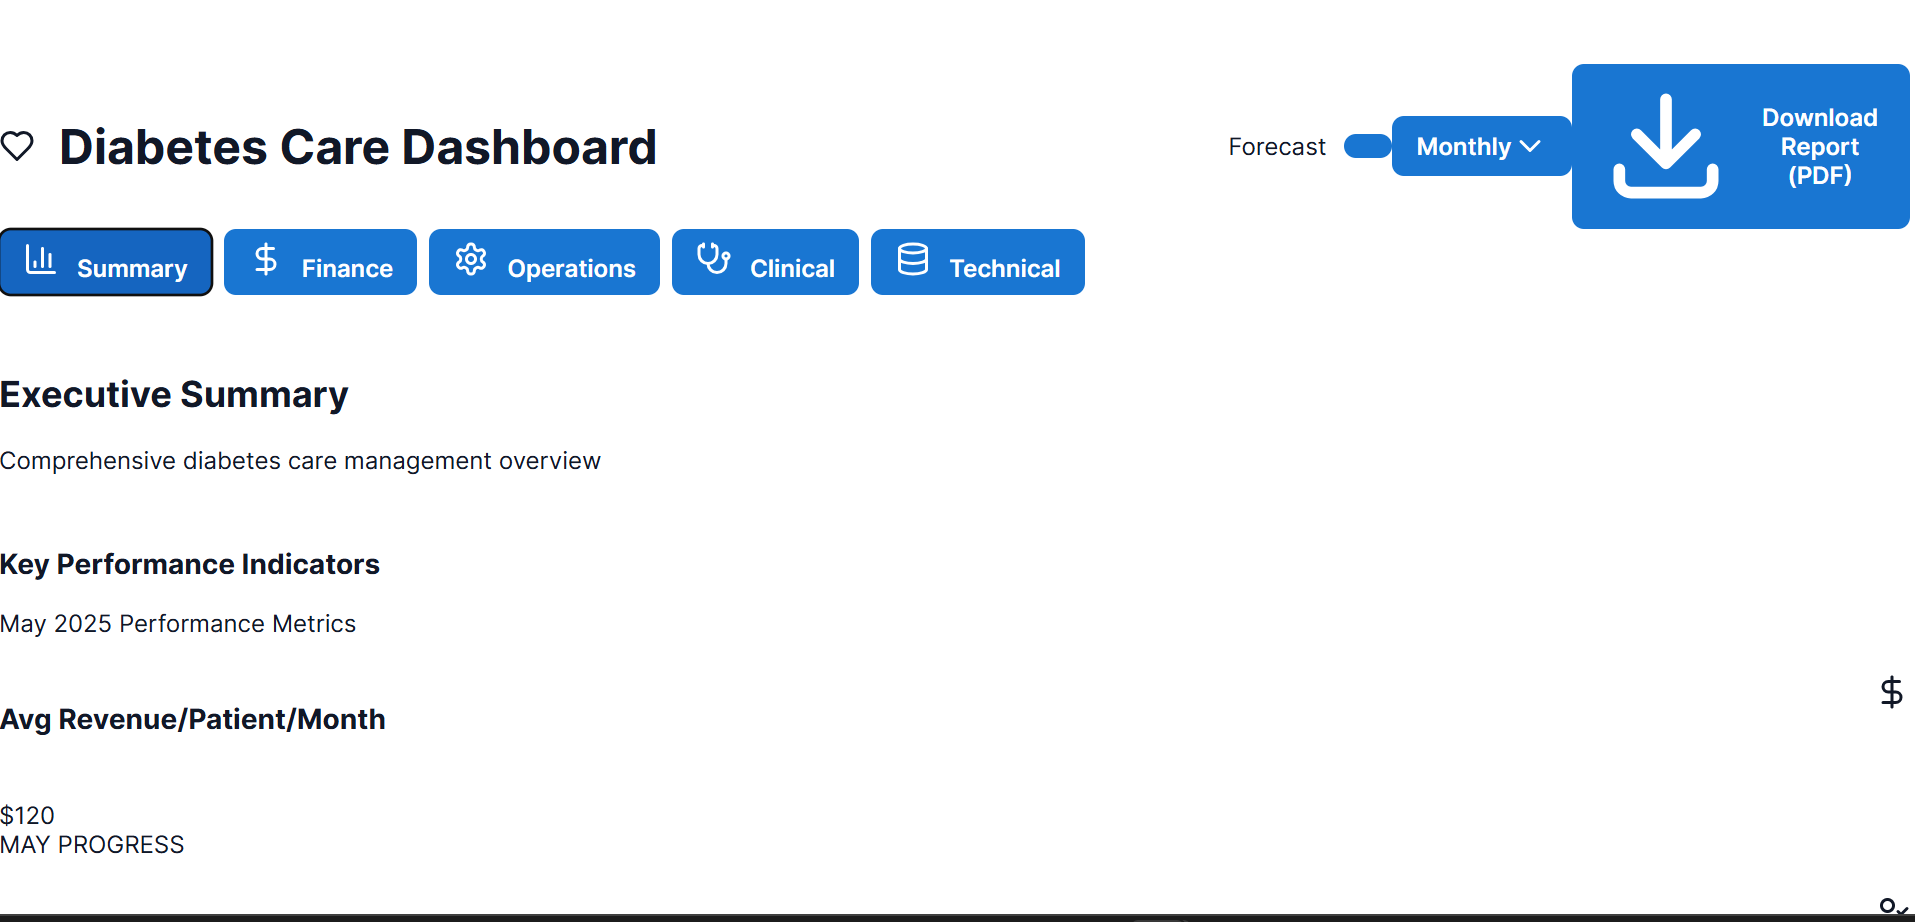 Diabetes Care Dashboard
Forecast
Monthly
Download
Report
(PDF)
Summary
Finance
Operations
Clinical
Technical
Executive Summary
Comprehensive diabetes care management overview
Key Performance Indicators
May 2025 Performance Metrics
Avg Revenue/Patient/Month
$120
MAY PROGRESS